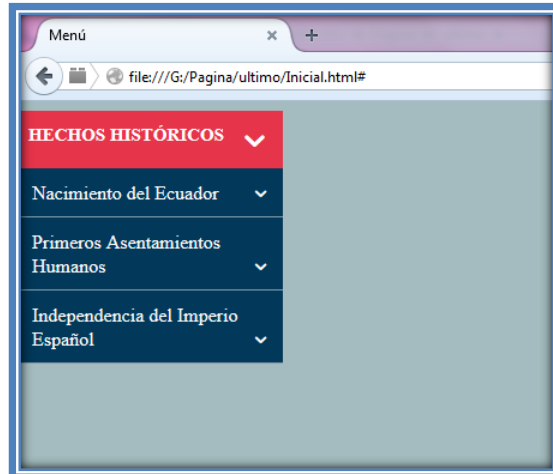 Menú
file:///G:/Pagina/ultimo/Inicial.html#
HECHOS HISTÓRICOS
Nacimiento del Ecuador
Primeros Asentamientos
Humanos
Independencia del Imperio
Español